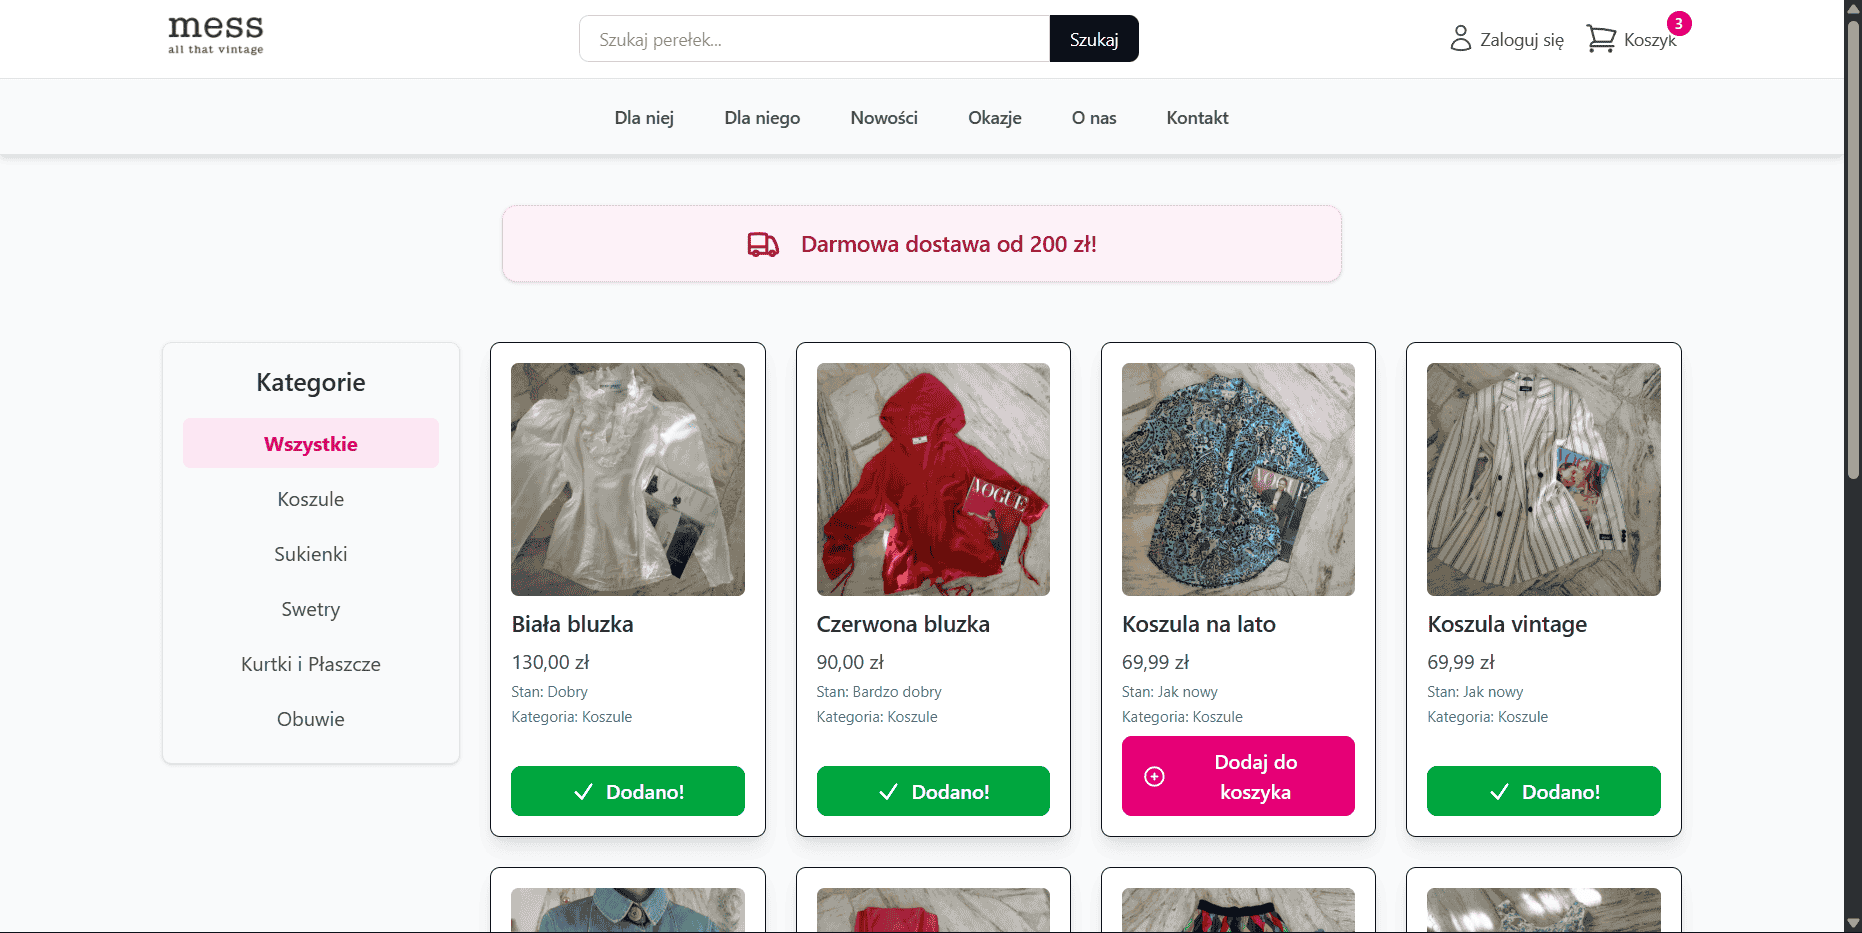 mess
all that vintage
Szukaj perełek...
Szukaj
Zaloguj się
Koszyk
3
Dla niej
Dla niego
Nowości
Okazje
O nas
Kontakt
Darmowa dostawa od 200 zł!
Kategorie
Wszystkie
Koszule
Sukienki
Swetry
Kurtki i Płaszcze
Obuwie
Biała bluzka
130,00 zł
Stan: Dobry
Kategoria: Koszule
Dodano!
VOGUE
Czerwona bluzka
90,00 zł
Stan: Bardzo dobry
Kategoria: Koszule
Dodano!
VOGUE
Koszula na lato
69,99 zł
Stan: Jak nowy
Kategoria: Koszule
Dodaj do
koszyka
Koszula vintage
69,99 zł
Stan: Jak nowy
Kategoria: Koszule
Dodano!